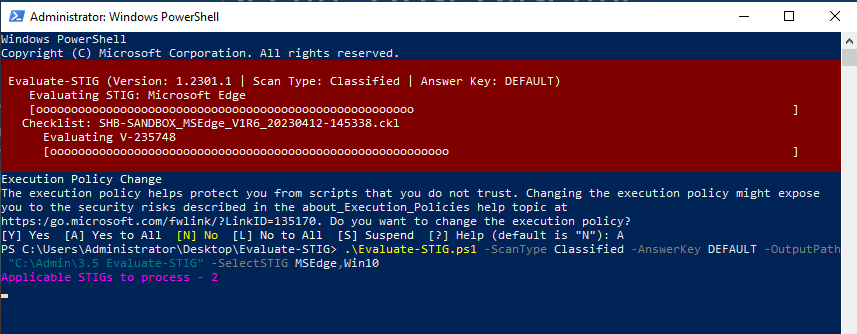 Administrator: Windows PowerShell
Windows PowerShell
Copyright (C) Microsoft Corporation. All rights reserved.
Evaluate-STIG (Version: 1.2301.1 | Scan Type: Classified | Answer Key: DEFAULT)
Evaluating STIG: Microsoft Edge
[oooooooooooooooooooooooooooooooooooooooooooooooooooooo ]
Checklist: SHB-SANDBOX_MSEdge_V1R6_20230412-145338.ckl
Evaluating V-235748
[ooooooooooooooooooooooooooooooooooooooooooooooooooooooooo ]
Execution Policy Change
The execution policy helps protect you from scripts that you do not trust. Changing the execution policy might expose
you to the security risks described in the about_Execution_Policies help topic at
https:/go.microsoft.com/fwlink/?LinkID=135170. Do you want to change the execution policy?
[Y] Yes [A] Yes to All [N] No [L] No to All [S] Suspend [?] Help (default is "N"): A
PS C:\Users\Administrator\Desktop\Evaluate-STIG> .\Evaluate-STIG.ps1 -ScanType Classified -AnswerKey DEFAULT -OutputPath
"C:\Admin\3.5 Evaluate-STIG" -SelectSTIG MSEdge,Win10
Applicable STIGs to process - 2